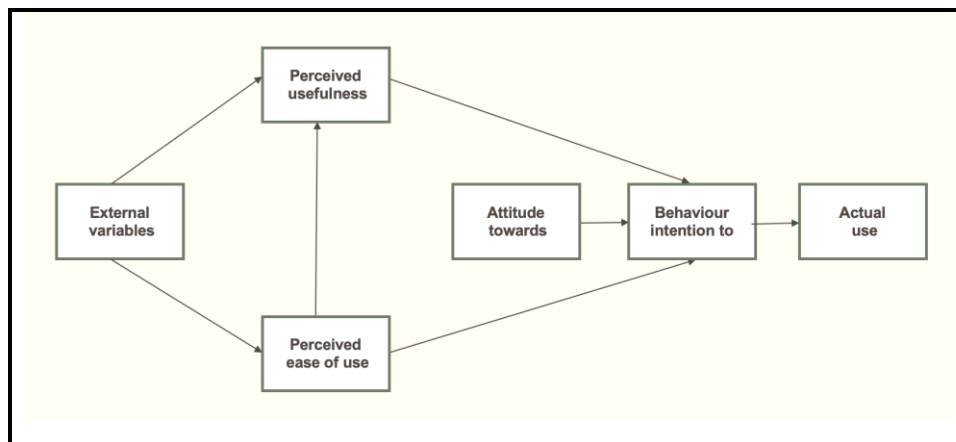 Perceived
usefulness
External
variables
Attitude
towards
Behaviour
intention to
Actual
use
Perceived
ease of use